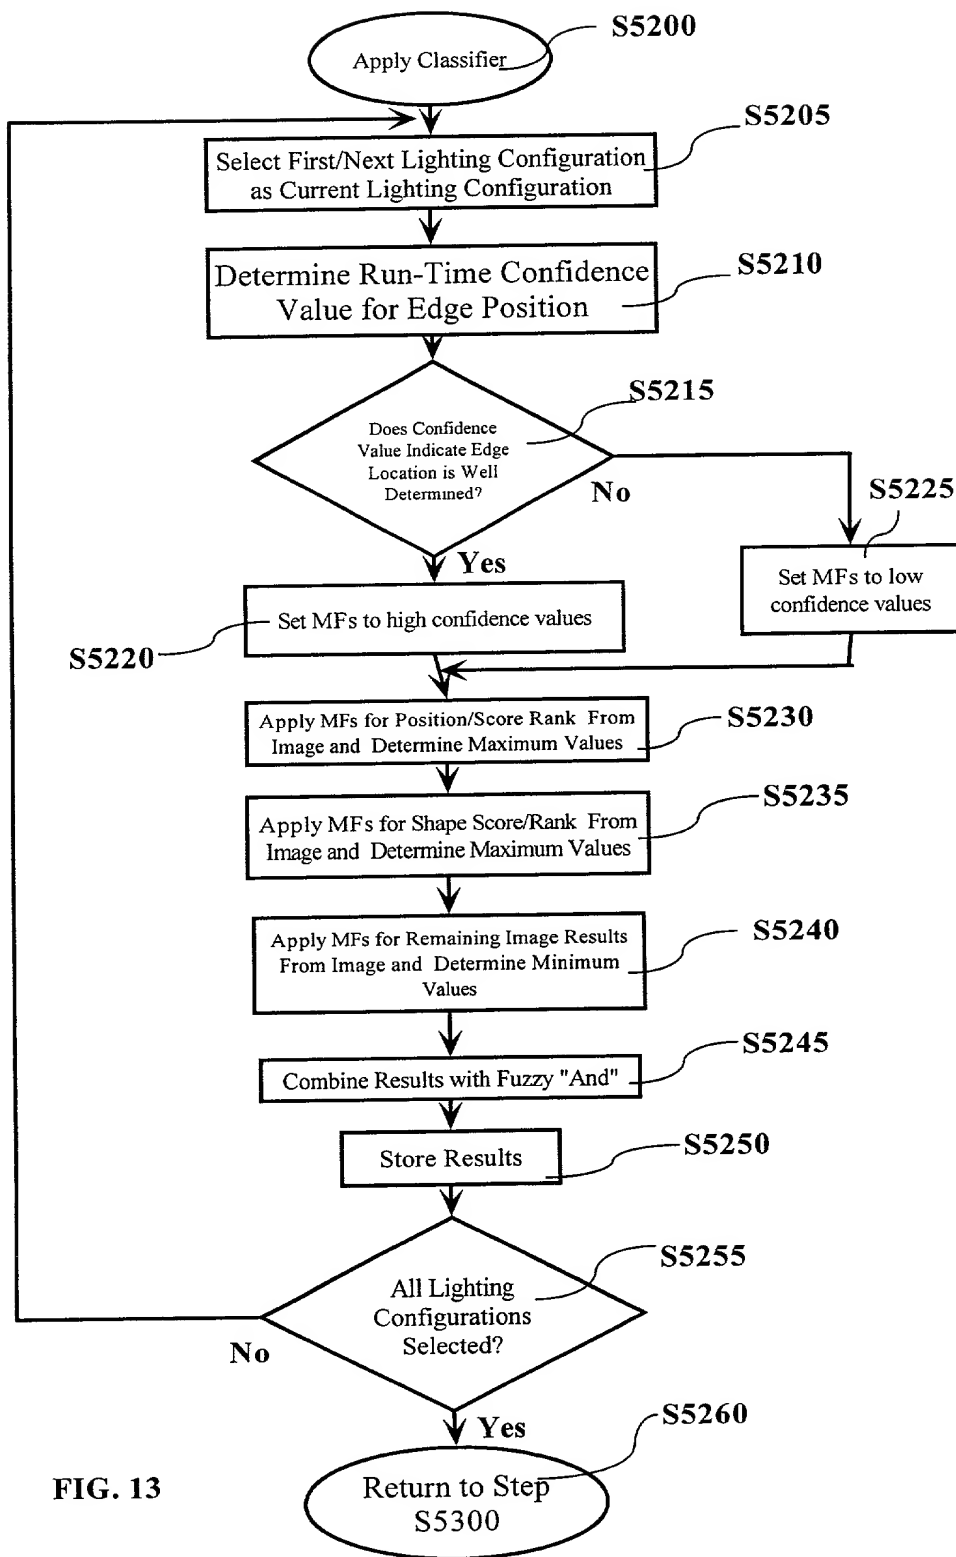 S5200
Apply Classifier
S5205
Select First/Next Lighting Configuration
as Current Lighting Configuration
S5210
Determine Run-Time Confidence
Value for Edge Position
S5215
Does Confidence
Value Indicate Edge
Location is Well
Determined?
No
S5225
Yes
Set MFs to low
confidence values
Set MFs to high confidence values
S5220
S5230
Apply MFs for Position/Score Rank From
Image and Determine Maximum Values
S5235
Apply MFs for Shape Score/Rank From
Image and Determine Maximum Values
S5240
Apply MFs for Remaining Image Results
From Image and Determine Minimum
Values
S5245
Combine Results with Fuzzy "And"
S5250
Store Results
S5255
All Lighting
Configurations
Selected?
No
Yes
S5260
Return to Step
S5300
FIG. 13